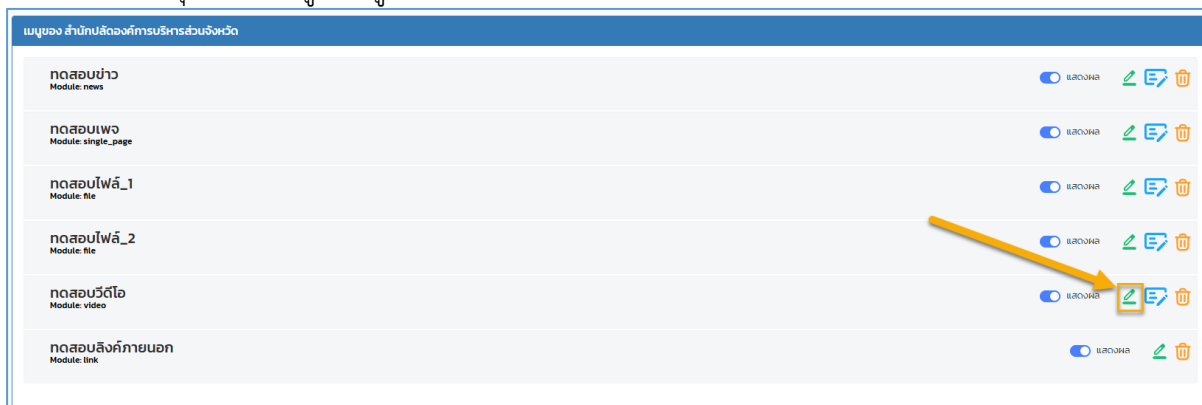 เมนูของ สำนักปลัดองค์การบริหารส่วนจังหวัด
ทดสอบข่าว
Module: news
แสดงผล
ทดสอบเพจ
Module: single_page
แสดงผล
ทดสอบไฟล์_1
Module: file
แสดงผล
ทดสอบไฟล์_2
Module: file
แสดงผล
ทดสอบวีดีโอ
Module: video
แสดงผล
ทดสอบลิงค์ภายนอก
Module: link
แสดงผล